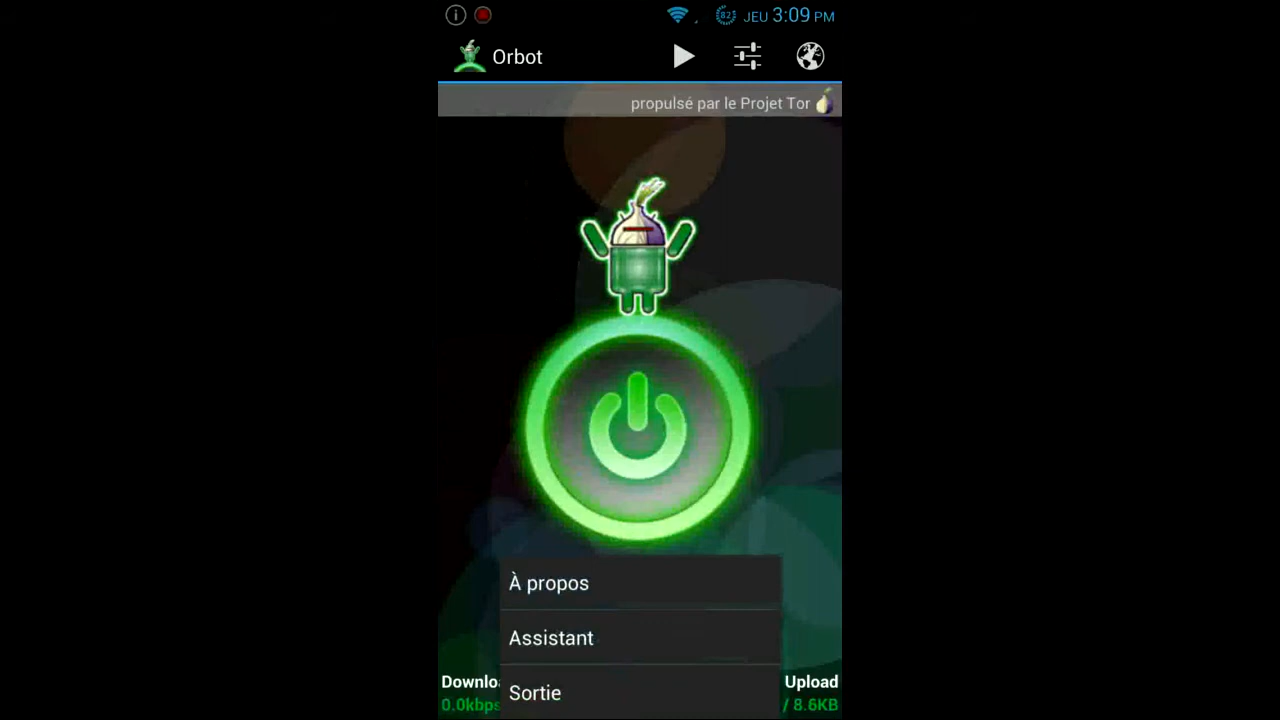 82 JEU 3:09 PM
Orbot
propulsé par le Projet Tor
À propos
Assistant
Sortie
Downlo Upload
0.0kbps / 8.6KB